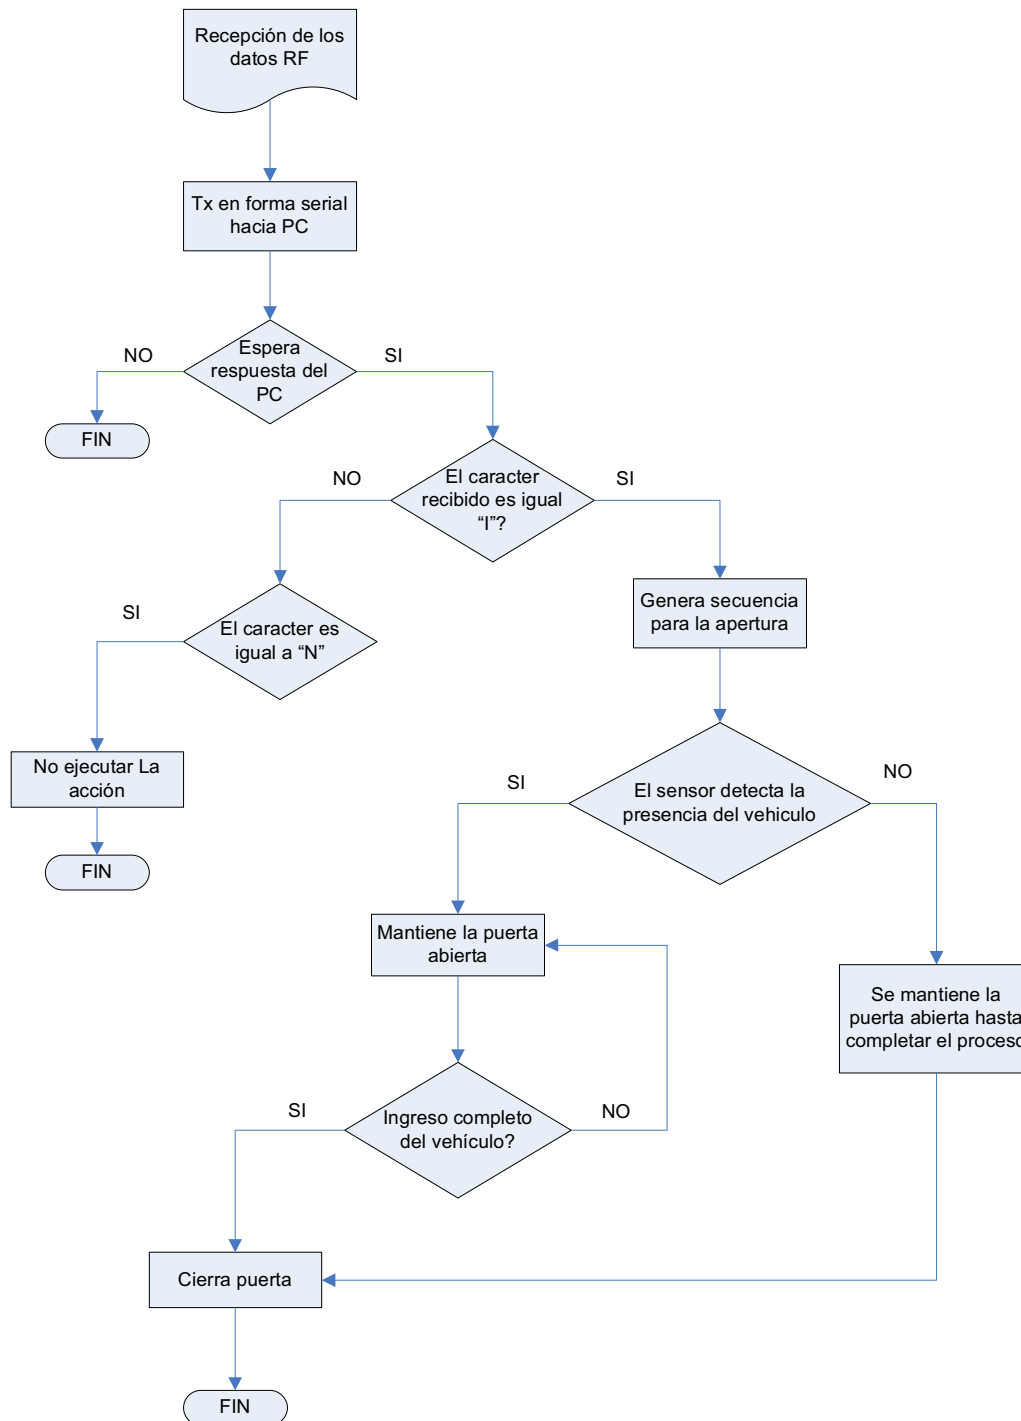 Recepción de los
datos RF
Tx en forma serial
hacia PC
NO
Espera
respuesta del
PC
SI
FIN
NO
El caracter
recibido es igual
“I”?
SI
SI
El caracter es
igual a “N”
Genera secuencia
para la apertura
No ejecutar La
acción
SI
El sensor detecta la
presencia del vehiculo
NO
FIN
Mantiene la puerta
abierta
Se mantiene la
puerta abierta hasta
completar el proceso
SI
Ingreso completo
del vehículo?
NO
Cierra puerta
FIN